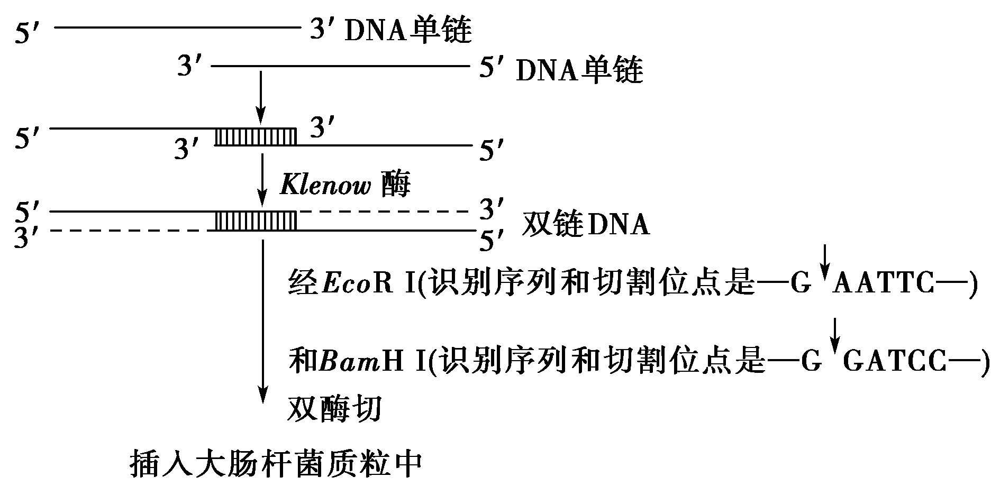 5′ 3′ DNA单链
3′ 5′ DNA单链
5′ 3′
3′ 5′
Klenow 酶
5′ 3′
3′ 5′ 双链DNA
经EcoR I(识别序列和切割位点是—G AATTC—)
和BamH I(识别序列和切割位点是—G GATCC—)
双酶切
插入大肠杆菌质粒中